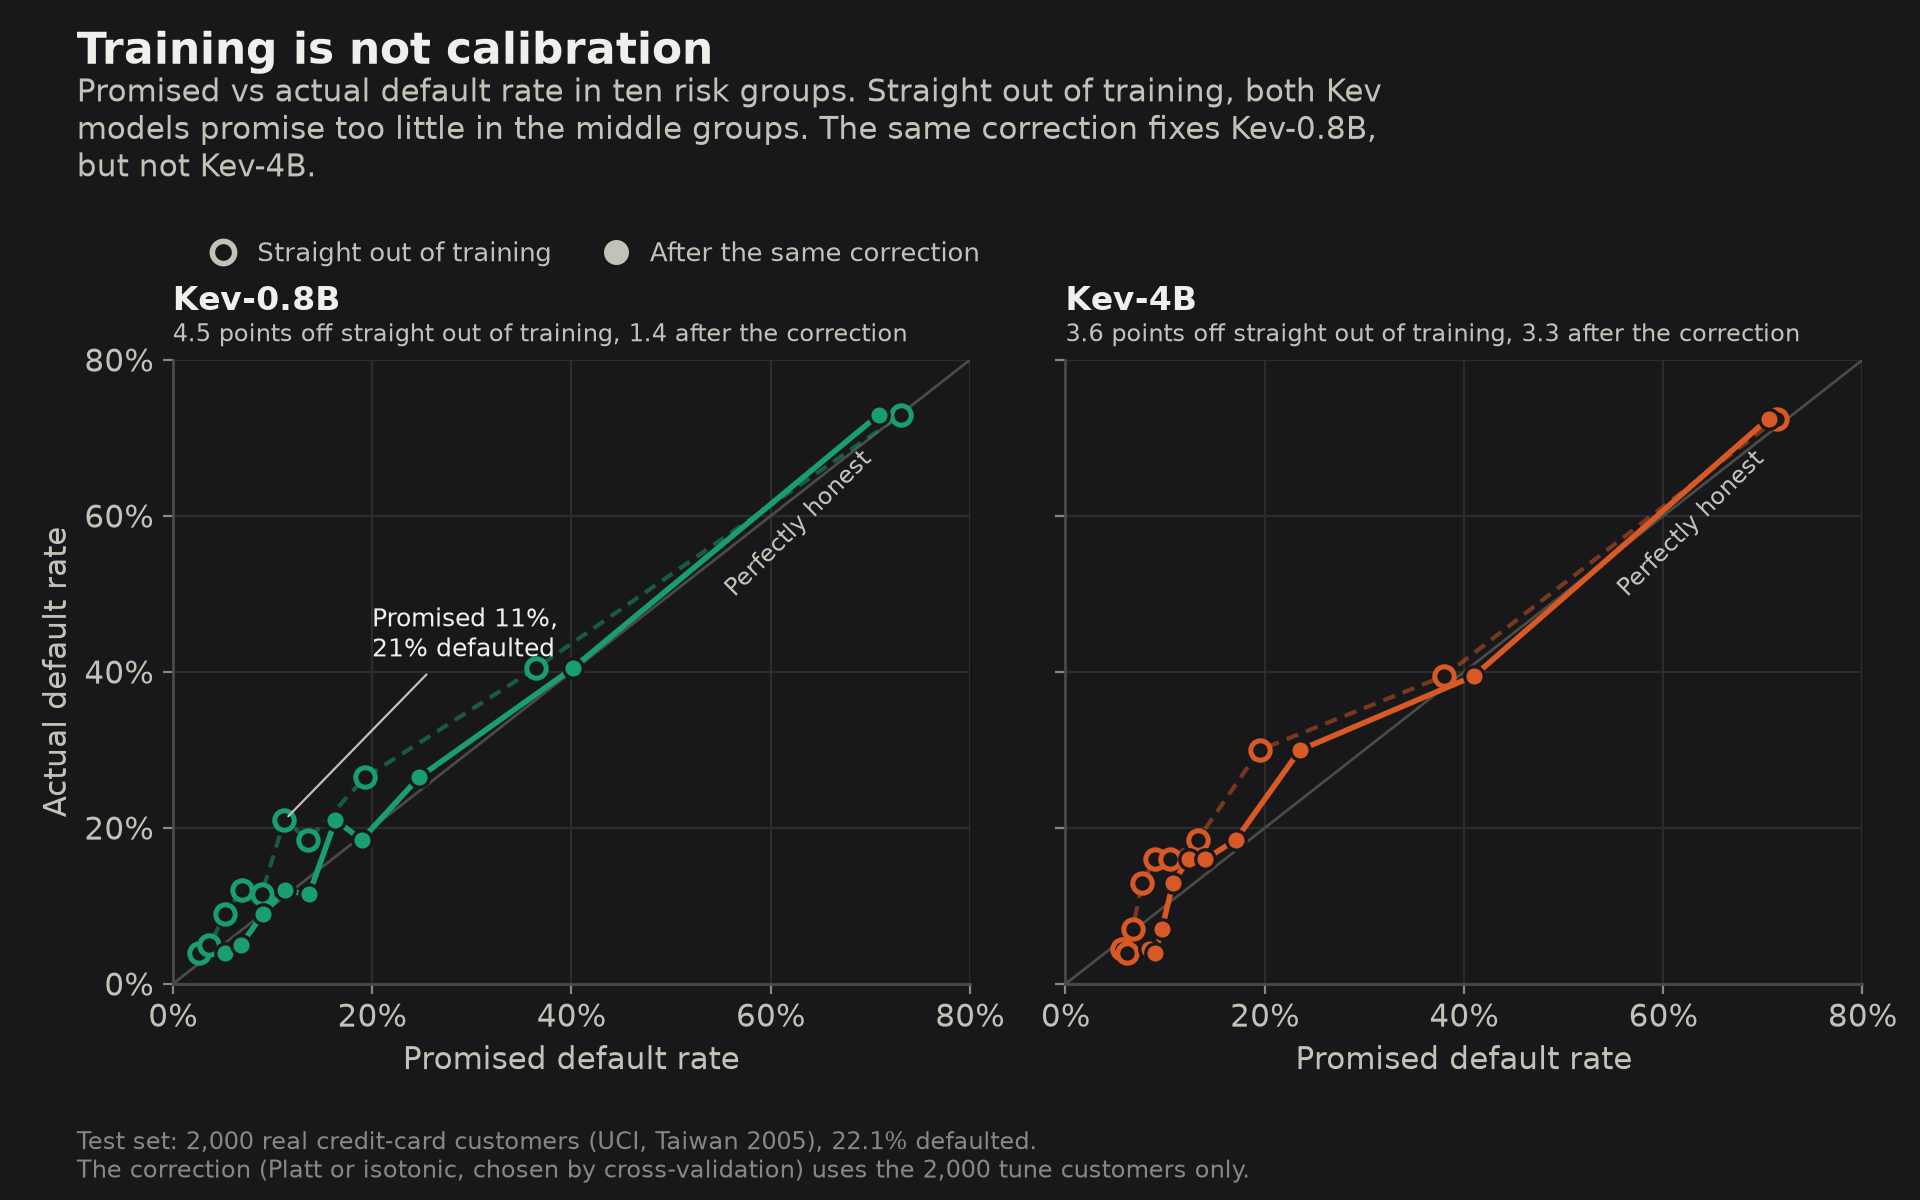 Training is not calibration
Promised vs actual default rate in ten risk groups. Straight out of training, both Kev
models promise too little in the middle groups. The same correction fixes Kev-0.8B,
but not Kev-4B.
Straight out of training
After the same correction
Kev-0.8B
4.5 points off straight out of training, 1.4 after the correction
80%
60%
40%
20%
0%
Actual default rate
Promised 11%,
21% defaulted
Perfectly honest
0%
20%
40%
60%
80%
Promised default rate
Kev-4B
3.6 points off straight out of training, 3.3 after the correction
Perfectly honest
0%
20%
40%
60%
80%
Promised default rate
Test set: 2,000 real credit-card customers (UCI, Taiwan 2005), 22.1% defaulted.
The correction (Platt or isotonic, chosen by cross-validation) uses the 2,000 tune customers only.